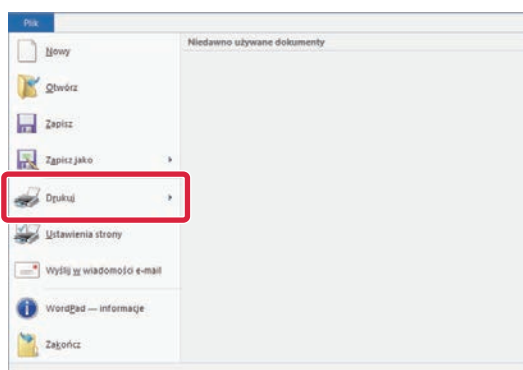 Plik
Niedawno używane dokumenty
Nowy
Otwórz
Zapisz
Zapisz jako
Drukuj
Ustawienia strony
Wyślij w wiadomości e-mail
WordPad — informacje
Zakończ